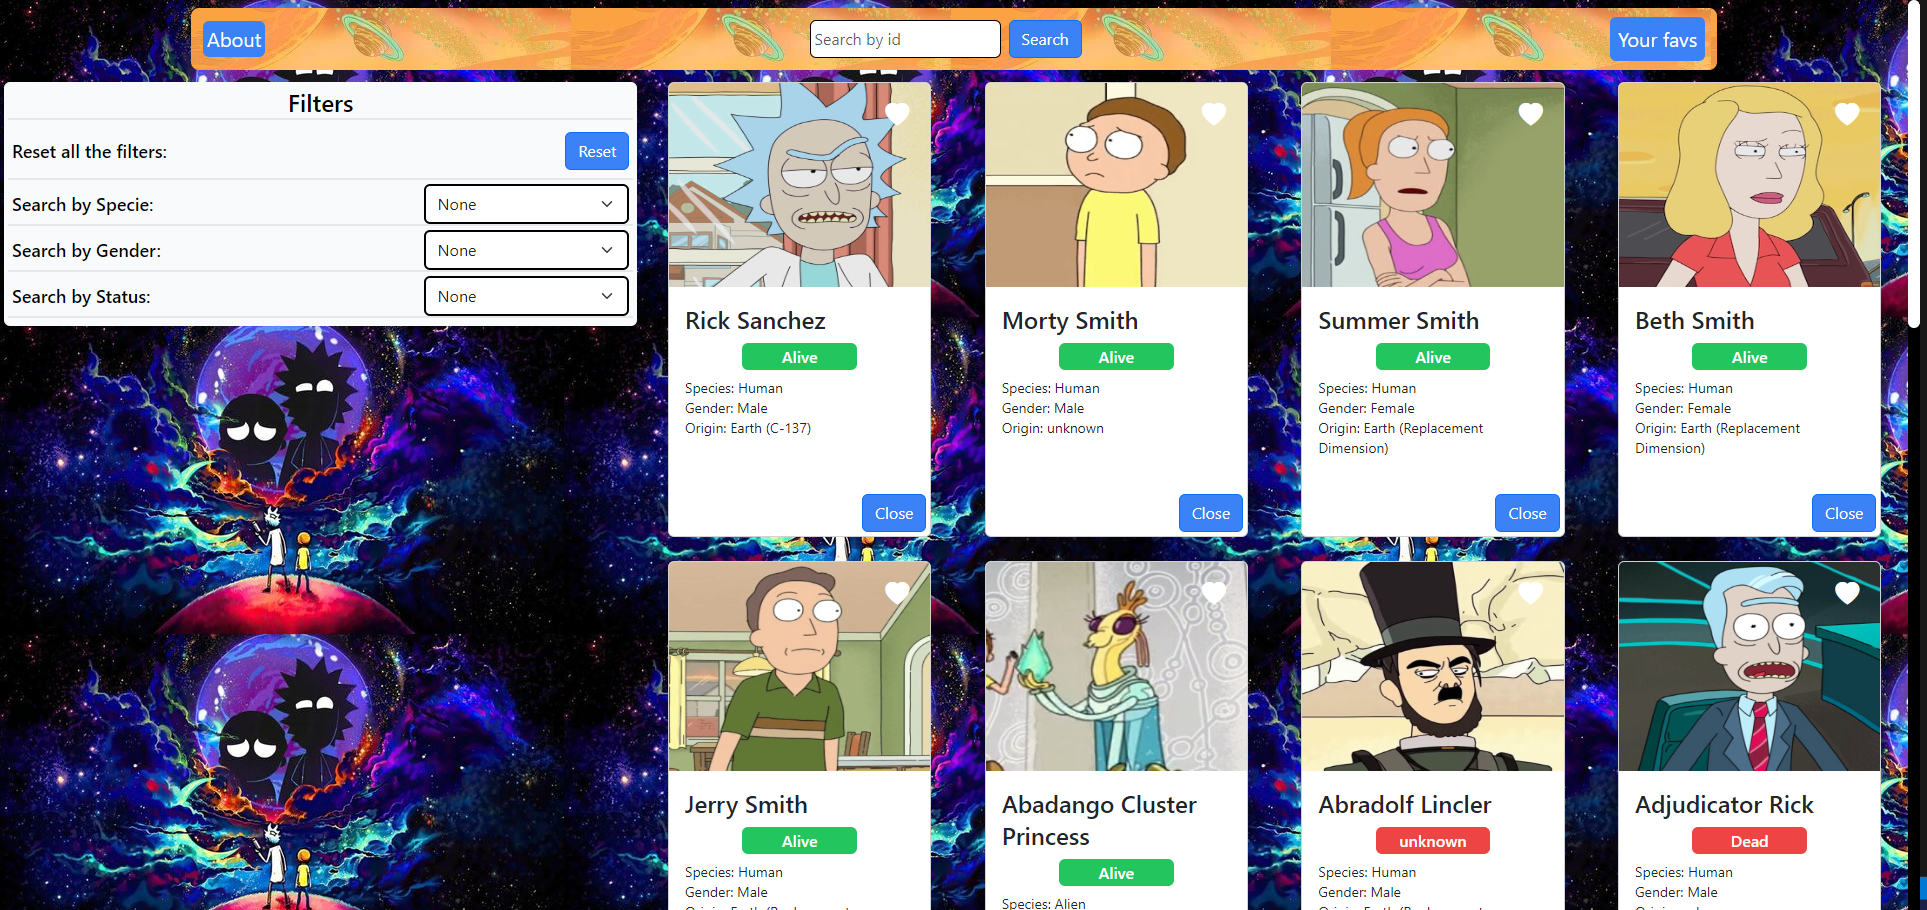 About
Search by id
Search
Your favs
Filters
Reset all the filters:
Reset
Search by Specie:
None
Search by Gender:
None
Search by Status:
None
Rick Sanchez
Alive
Species: Human
Gender: Male
Origin: Earth (C-137)
Close
Morty Smith
Alive
Species: Human
Gender: Male
Origin: unknown
Close
Summer Smith
Alive
Species: Human
Gender: Female
Origin: Earth (Replacement
Dimension)
Close
Beth Smith
Alive
Species: Human
Gender: Female
Origin: Earth (Replacement
Dimension)
Close
Jerry Smith
Alive
Species: Human
Gender: Male
Abadango Cluster
Princess
Alive
Species: Alien
Abradolf Lincler
unknown
Species: Human
Gender: Male
Adjudicator Rick
Dead
Species: Human
Gender: Male